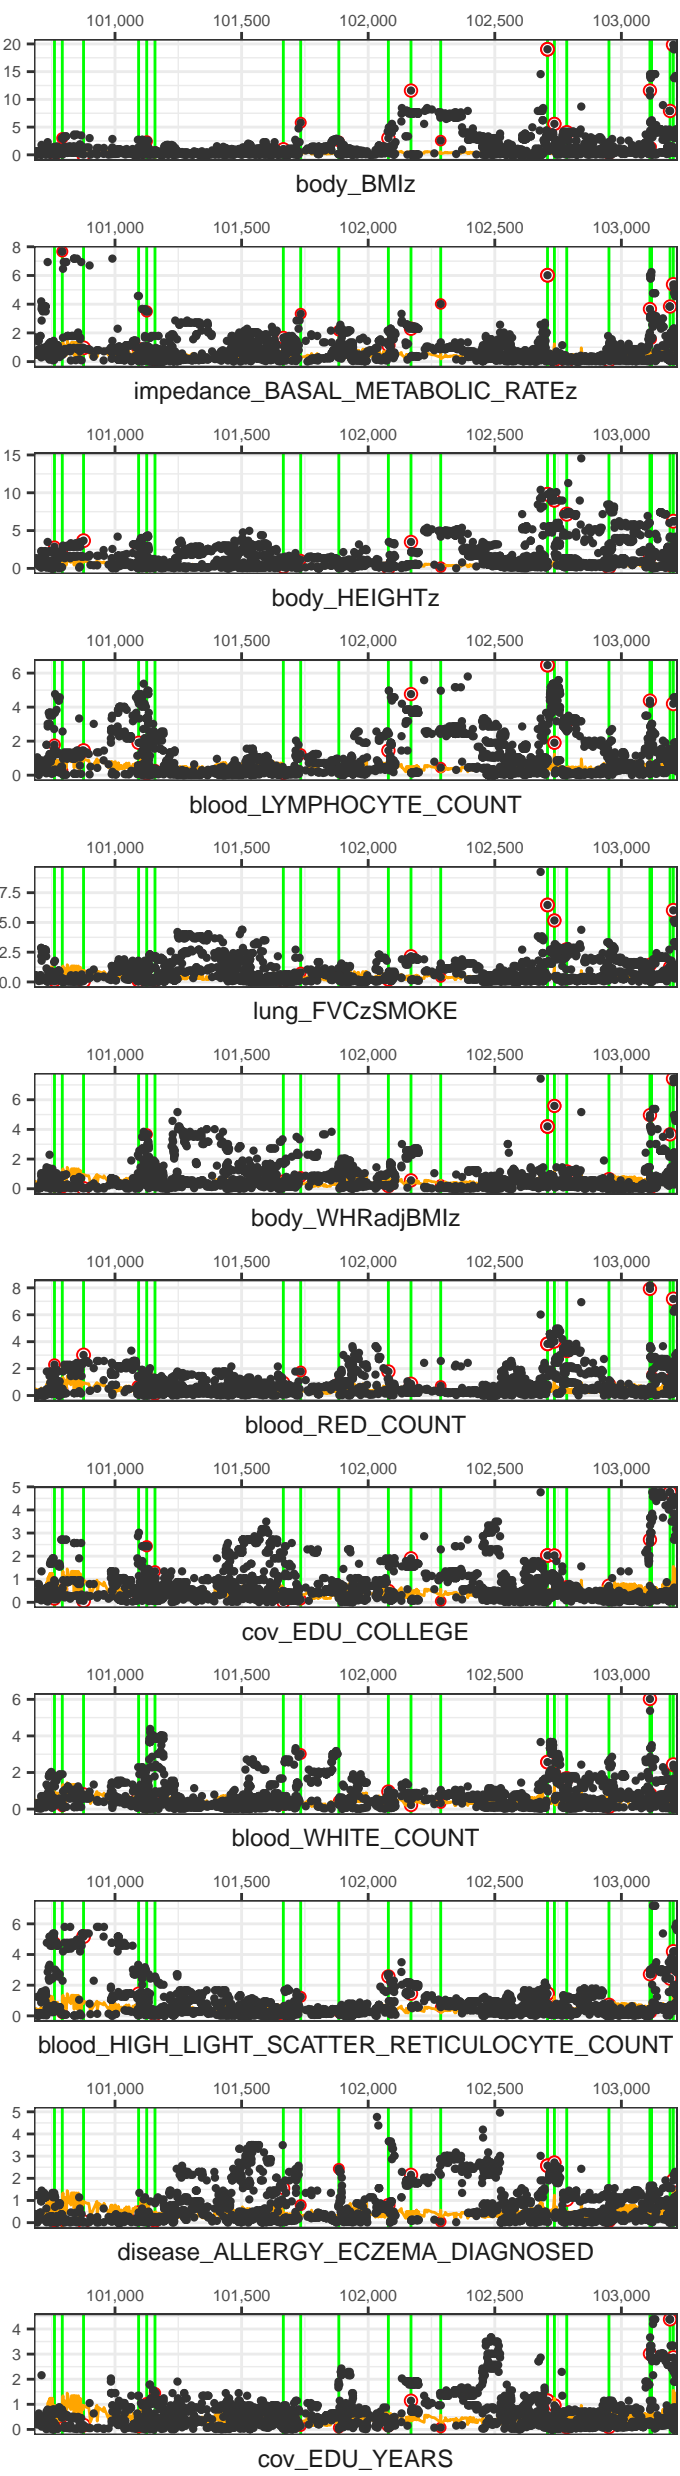 101,000 101,500 102,000 102,500 103,000
20
15
10
5
0
body_BMIz
101,000 101,500 102,000 102,500 103,000
8
6
4
2
0
impedance_BASAL_METABOLIC_RATEz
101,000 101,500 102,000 102,500 103,000
15
10
5
0
body_HEIGHTz
101,000 101,500 102,000 102,500 103,000
6
4
2
0
blood_LYMPHOCYTE_COUNT
101,000 101,500 102,000 102,500 103,000
7.5
5.0
2.5
0.0
lung_FVCzSMOKE
101,000 101,500 102,000 102,500 103,000
6
4
2
0
body_WHRadjBMIz
101,000 101,500 102,000 102,500 103,000
8
6
4
2
0
blood_RED_COUNT
101,000 101,500 102,000 102,500 103,000
5
4
3
2
1
0
cov_EDU_COLLEGE
101,000 101,500 102,000 102,500 103,000
6
4
2
0
blood_WHITE_COUNT
101,000 101,500 102,000 102,500 103,000
6
4
2
0
blood_HIGH_LIGHT_SCATTER_RETICULOCYTE_COUNT
101,000 101,500 102,000 102,500 103,000
5
4
3
2
1
0
disease_ALLERGY_ECZEMA_DIAGNOSED
101,000 101,500 102,000 102,500 103,000
4
3
2
1
0
cov_EDU_YEARS